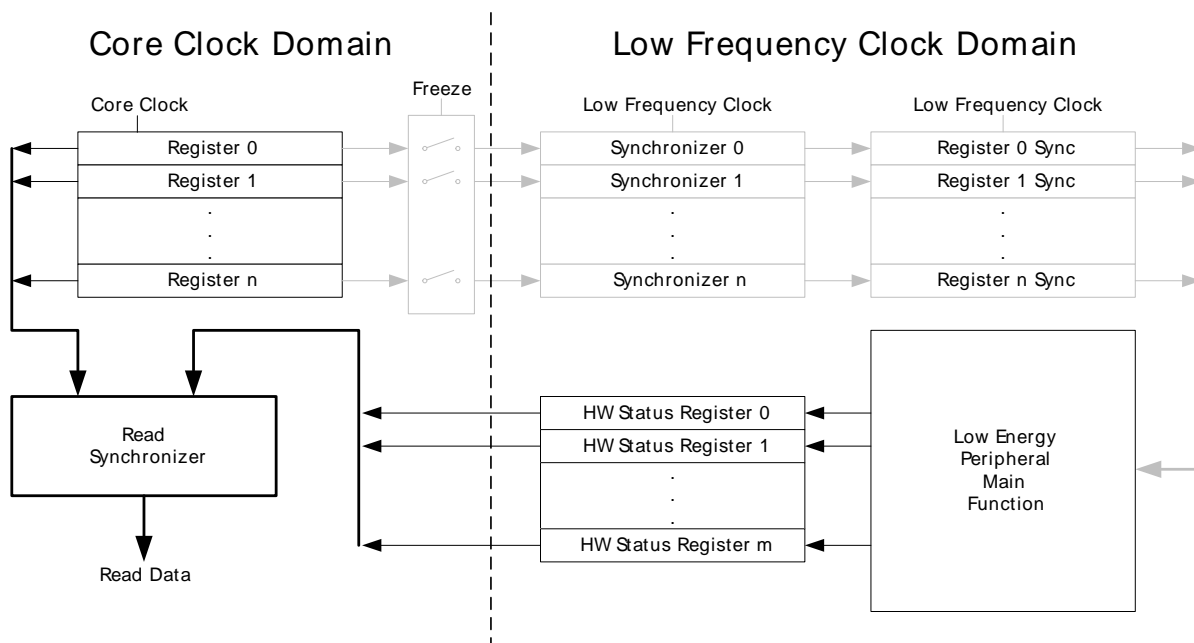 Core Clock Domain
Low Frequency Clock Domain
Freeze
Core Clock
Low Frequency Clock
Low Frequency Clock
Register 0
Synchronizer 0
Register 0 Sync
Register 1
Synchronizer 1
Register 1 Sync
.
.
.
.
.
.
.
.
.
Register n
Synchronizer n
Register n Sync
HW Status Register 0
HW Status Register 1
.
.
.
HW Status Register m
Read
Synchronizer
Low Energy
Peripheral
Main
Function
Read Data